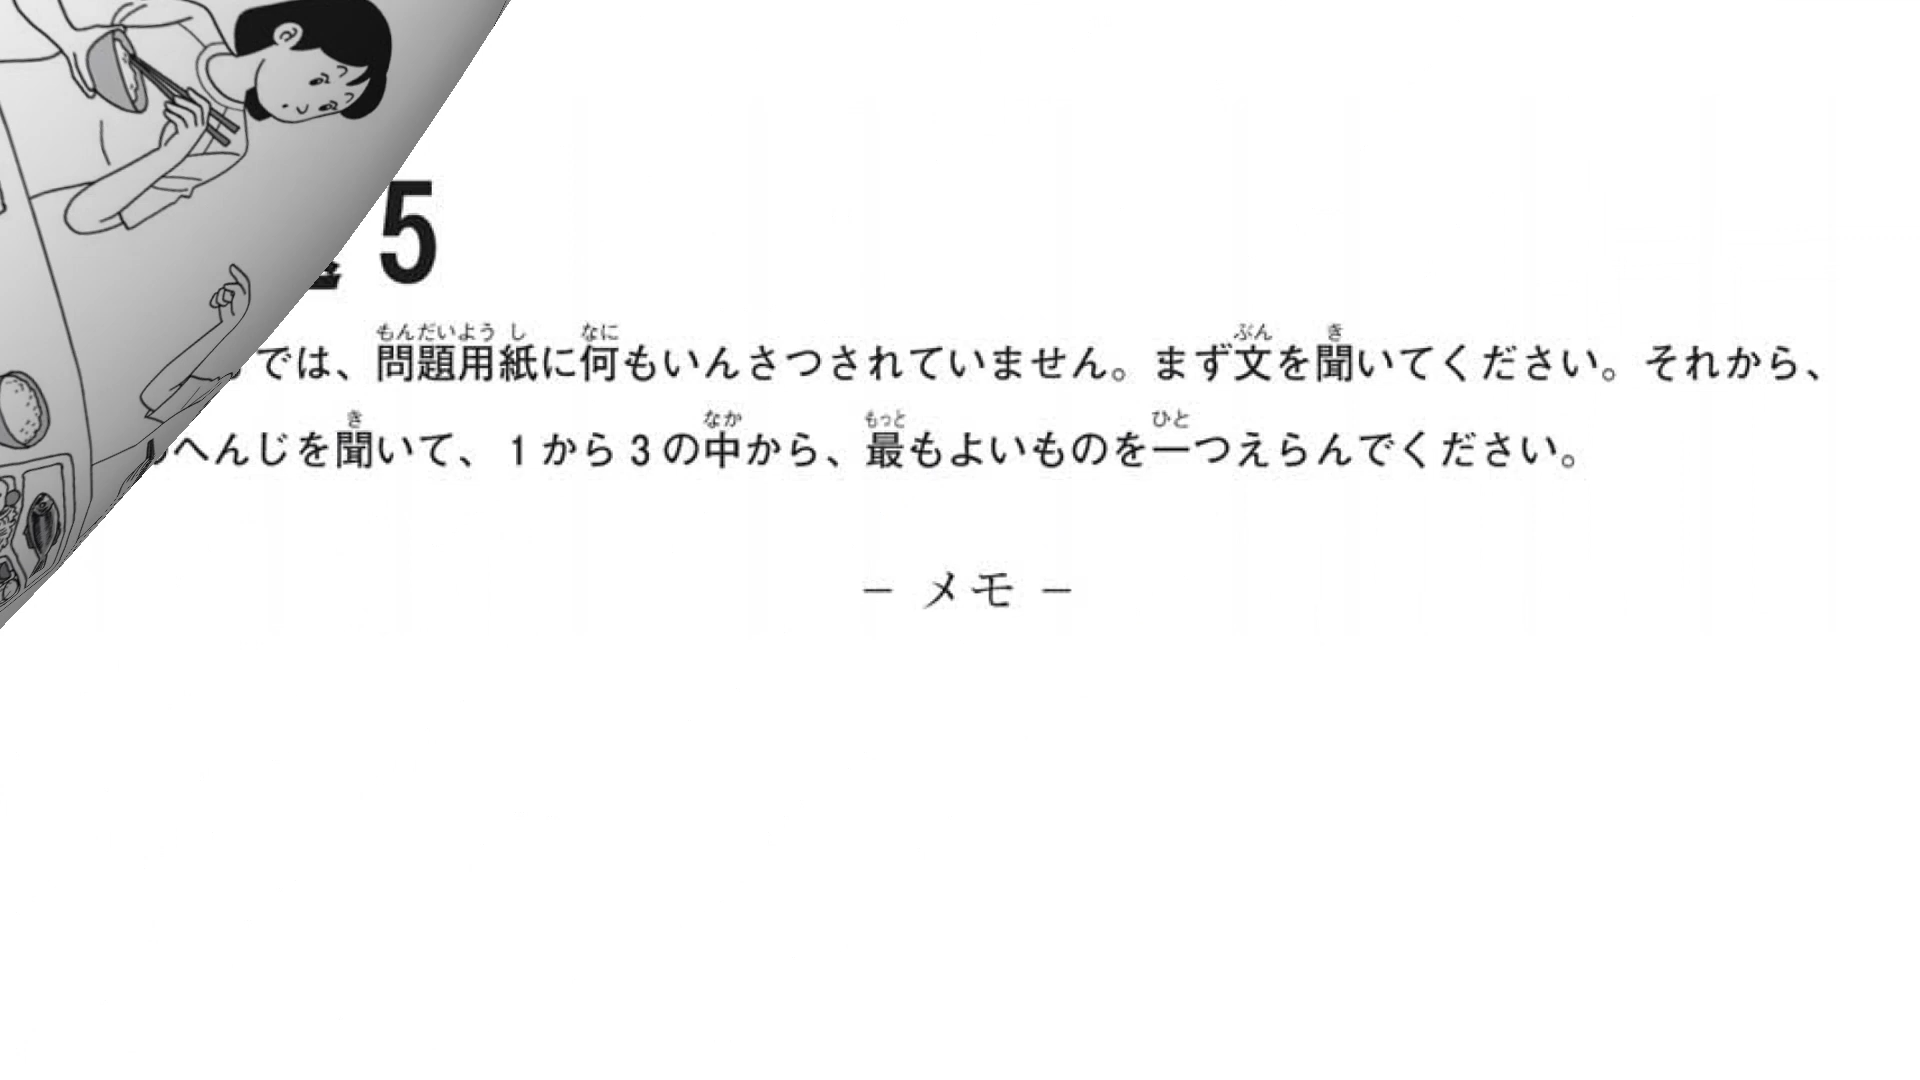 5
では、問題用紙に何もいんさつされていません。まず文を聞いてください。それから、
へんじを聞いて、1から3の中から、最もよいものを一つえらんでください。
－ メモ －